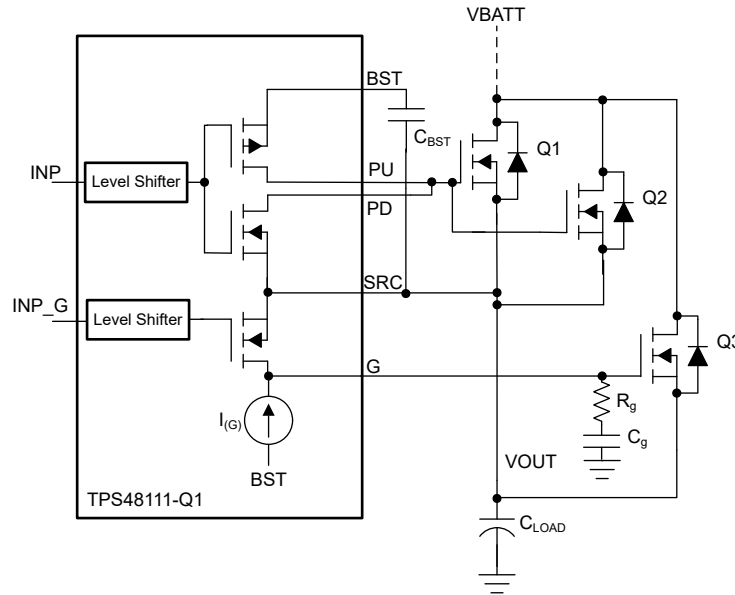 VBATT
BST
C_BST
Q1
INP
Level Shifter
PU
PD
Q2
SRC
INP_G
Level Shifter
Q3
G
R_g
I_(G)
C_g
BST
VOUT
TPS48111-Q1
C_LOAD